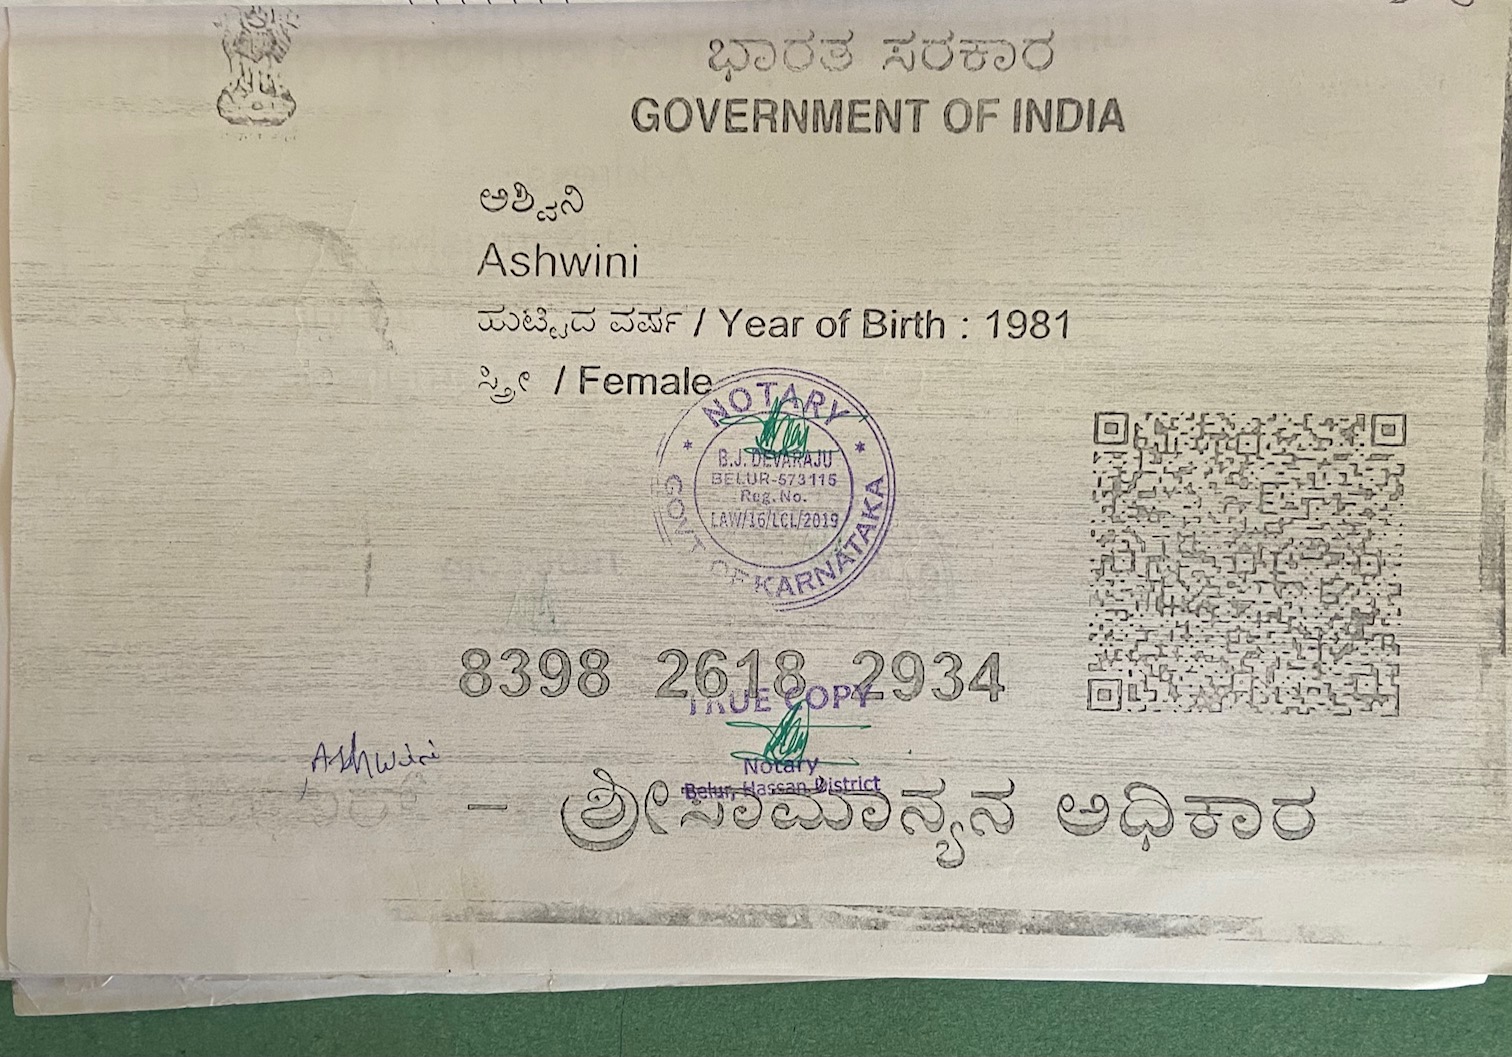 ಭಾರತ ಸರಕಾರ
GOVERNMENT OF INDIA
ಅಶ್ವಿನಿ
Ashwini
ಹುಟ್ಟಿದ ವರ್ಷ / Year of Birth : 1981
ಸ್ತ್ರೀ / Female
NOTARY
B.J. DEVARAJU
BELUR-573115
Reg. No.
LAW/16/LCL/2019
GOVT OF KARNATAKA
8398 2618 2934
TRUE COPY
Ashwini
Notary
Belur, Hassan District
– ಶ್ರೀಸಾಮಾನ್ಯನ ಅಧಿಕಾರ